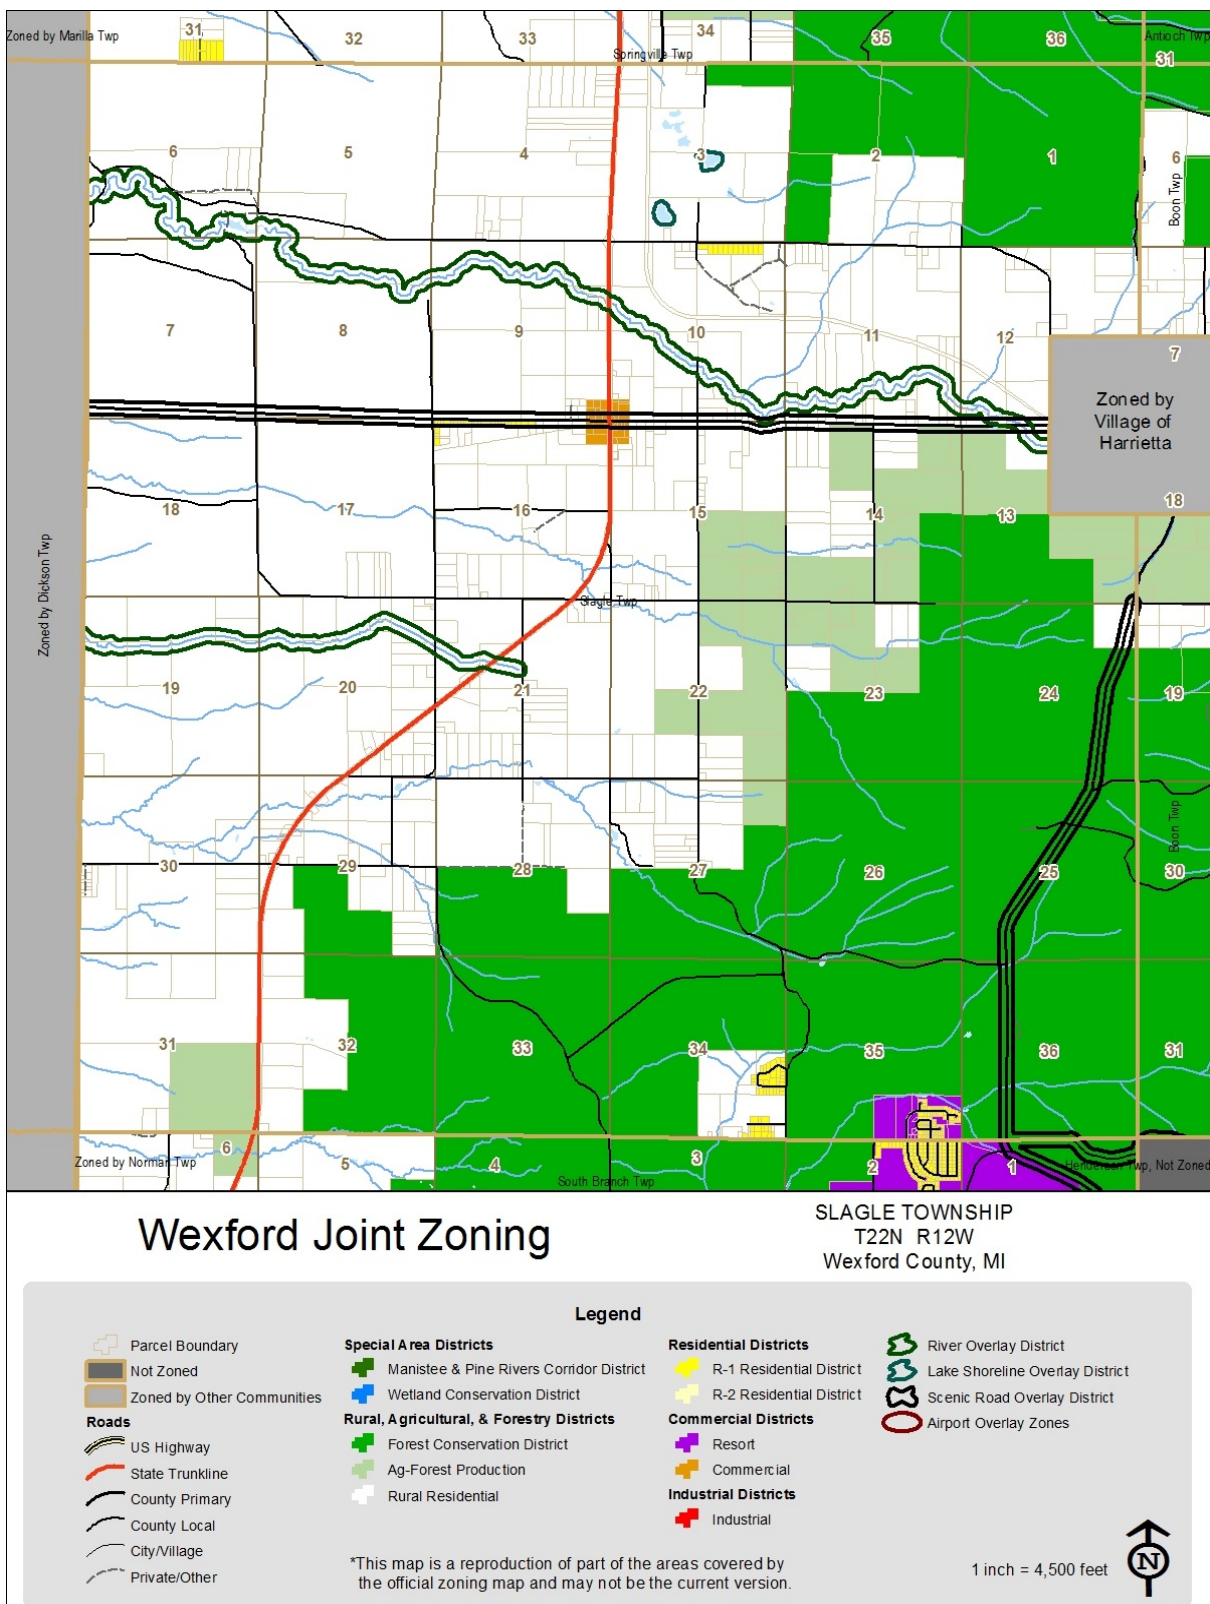 31
32
33
34
35
36
Antioch Twp
31
Zoned by Marilla Twp
Springville Twp
6
5
4
3
2
1
6
Boon Twp
7
8
9
10
11
12
7
Zoned by
Village of
Harrietta
18
17
16
15
14
13
18
Zoned by Dickson Twp
Slagle Twp
19
20
21
22
23
24
19
Boon Twp
30
29
28
27
26
25
30
31
32
33
34
35
36
31
6
5
4
3
2
1
Zoned by Norman Twp
South Branch Twp
Henderson Twp, Not Zoned
Wexford Joint Zoning
SLAGLE TOWNSHIP
T22N R12W
Wexford County, MI
Legend
Parcel Boundary
Not Zoned
Zoned by Other Communities
Roads
US Highway
State Trunkline
County Primary
County Local
City/Village
Private/Other
Special Area Districts
Manistee & Pine Rivers Corridor District
Wetland Conservation District
Rural, Agricultural, & Forestry Districts
Forest Conservation District
Ag-Forest Production
Rural Residential
Residential Districts
R-1 Residential District
R-2 Residential District
Commercial Districts
Resort
Commercial
Industrial Districts
Industrial
River Overlay District
Lake Shoreline Overlay District
Scenic Road Overlay District
Airport Overlay Zones
*This map is a reproduction of part of the areas covered by
the official zoning map and may not be the current version.
1 inch = 4,500 feet
N